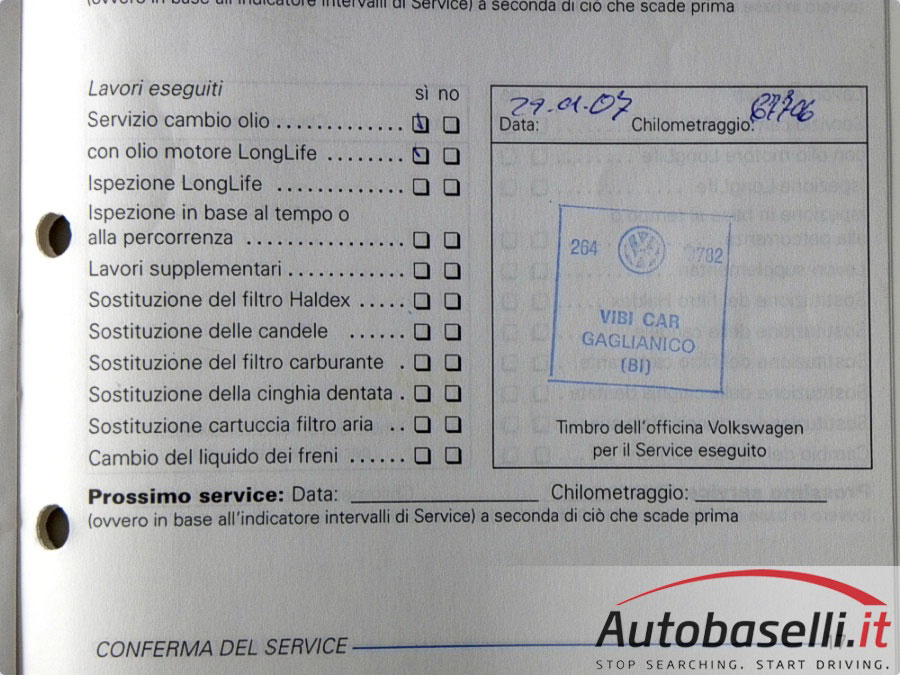 (ovvero in base all'indicatore intervalli di Service) a seconda di ciò che scade prima
Lavori eseguiti sì no
Servizio cambio olio . . . . . . . . . . . .
con olio motore LongLife . . . . . . . .
Ispezione LongLife . . . . . . . . . . . .
Ispezione in base al tempo o
alla percorrenza . . . . . . . . . . . . . . .
Lavori supplementari . . . . . . . . . . .
Sostituzione del filtro Haldex . . . . .
Sostituzione delle candele . . . . . .
Sostituzione del filtro carburante .
Sostituzione della cinghia dentata .
Sostituzione cartuccia filtro aria . .
Cambio del liquido dei freni . . . . . .
29.01.07
Data: Chilometraggio:
264 0782
VIBI CAR
GAGLIANICO
(BI)
Timbro dell'officina Volkswagen
per il Service eseguito
Prossimo service: Data: Chilometraggio:
(ovvero in base all'indicatore intervalli di Service) a seconda di ciò che scade prima
CONFERMA DEL SERVICE
Autobaselli.it
STOP SEARCHING. START DRIVING.